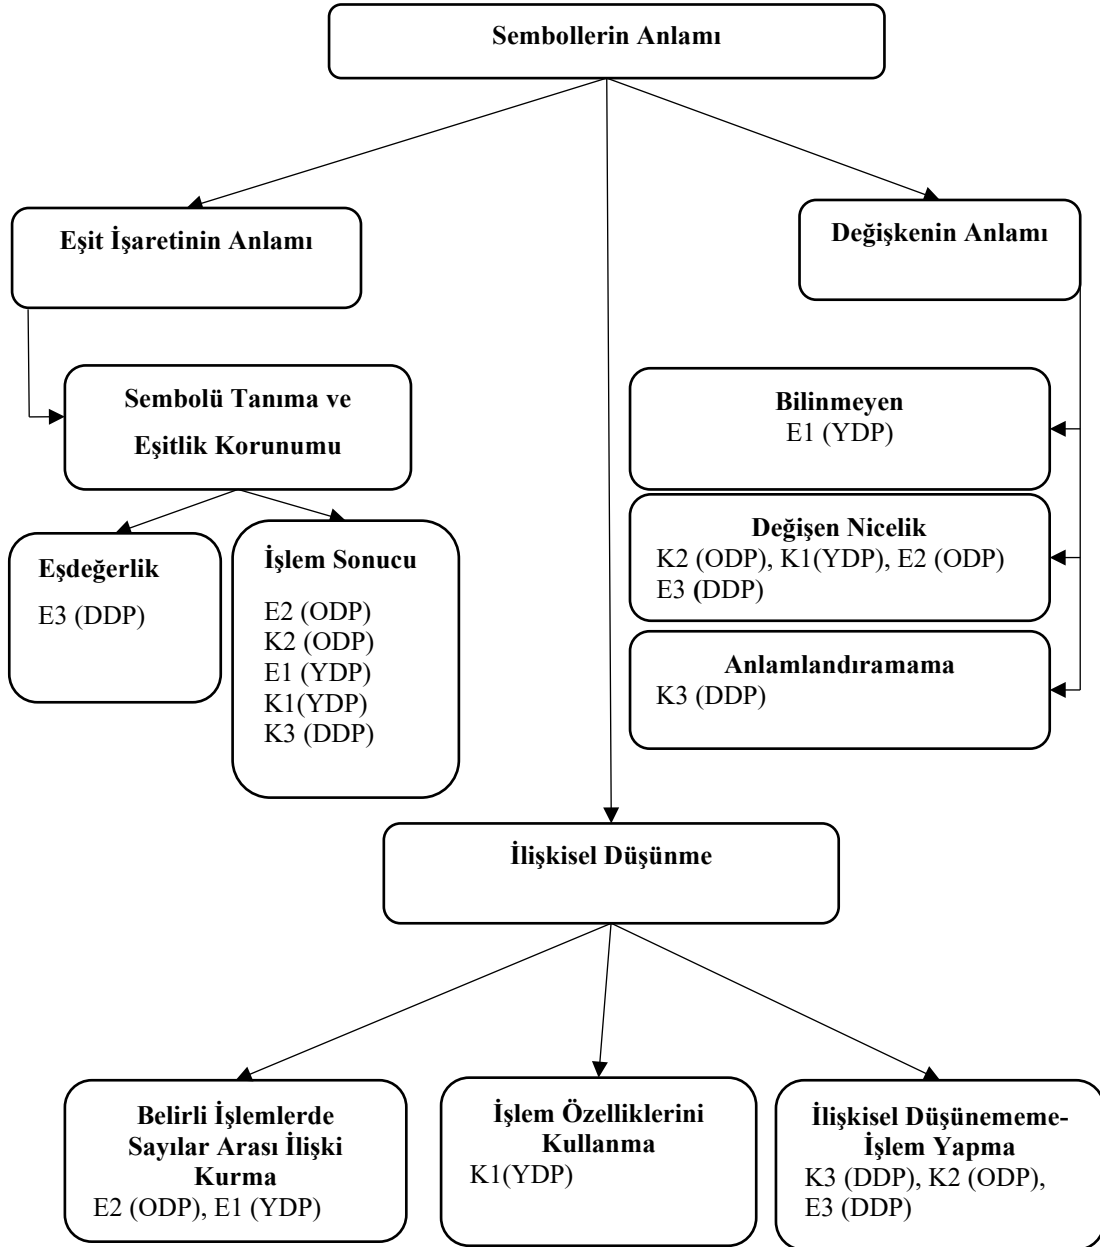 Sembollerin Anlamı
Eşit İşaretinin Anlamı
Değişkenin Anlamı
Sembolü Tanıma ve
Eşitlik Korunumu
Eşdeğerlik
E3 (DDP)
İşlem Sonucu
E2 (ODP)
K2 (ODP)
E1 (YDP)
K1(YDP)
K3 (DDP)
Bilinmeyen
E1 (YDP)
Değişen Nicelik
K2 (ODP), K1(YDP), E2 (ODP)
E3 (DDP)
Anlamlandıramama
K3 (DDP)
İlişkisel Düşünme
Belirli İşlemlerde
Sayılar Arası İlişki
Kurma
E2 (ODP), E1 (YDP)
İşlem Özelliklerini
Kullanma
K1(YDP)
İlişkisel Düşünememe-
İşlem Yapma
K3 (DDP), K2 (ODP),
E3 (DDP)